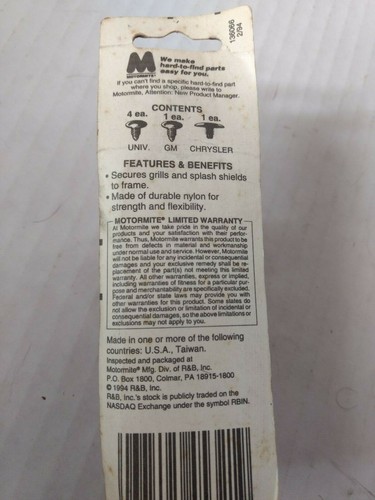 136066
2/94
M
MOTORMITE®
We make
hard-to-find parts
easy for you.
If you can't find a specific hard-to-find part
where you shop, please write to
Motormite, Attention: New Product Manager.
CONTENTS
4 ea. 1 ea. 1 ea.
UNIV. GM CHRYSLER
FEATURES & BENEFITS
• Secures grills and splash shields
to frame.
• Made of durable nylon for
strength and flexibility.
MOTORMITE® LIMITED WARRANTY
At Motormite we take pride in the quality of our
products and your satisfaction with their perfor-
mance. Thus, Motormite warrants this product to be
free from defects in material and workmanship
under normal use and service. However, Motormite
will not be liable for any incidental or consequential
damages and your exclusive remedy shall be re-
placement of the part(s) not meeting this limited
warranty. All other warranties, express or implied,
including warranties of fitness for a particular pur-
pose and merchantability are specifically excluded.
Federal and/or state laws may provide you with
other warranties for this product. Some states do
not allow the exclusion or limitation of incidental or
consequential damages, so the above limitations or
exclusions may not apply to you.
Made in one or more of the following
countries: U.S.A., Taiwan.
Inspected and packaged at
Motormite® Mfg. Div. of R&B, Inc.
P.O. Box 1800, Colmar, PA 18915-1800
© 1994 R&B, Inc.
R&B, Inc.'s stock is publicly traded on the
NASDAQ Exchange under the symbol RBIN.